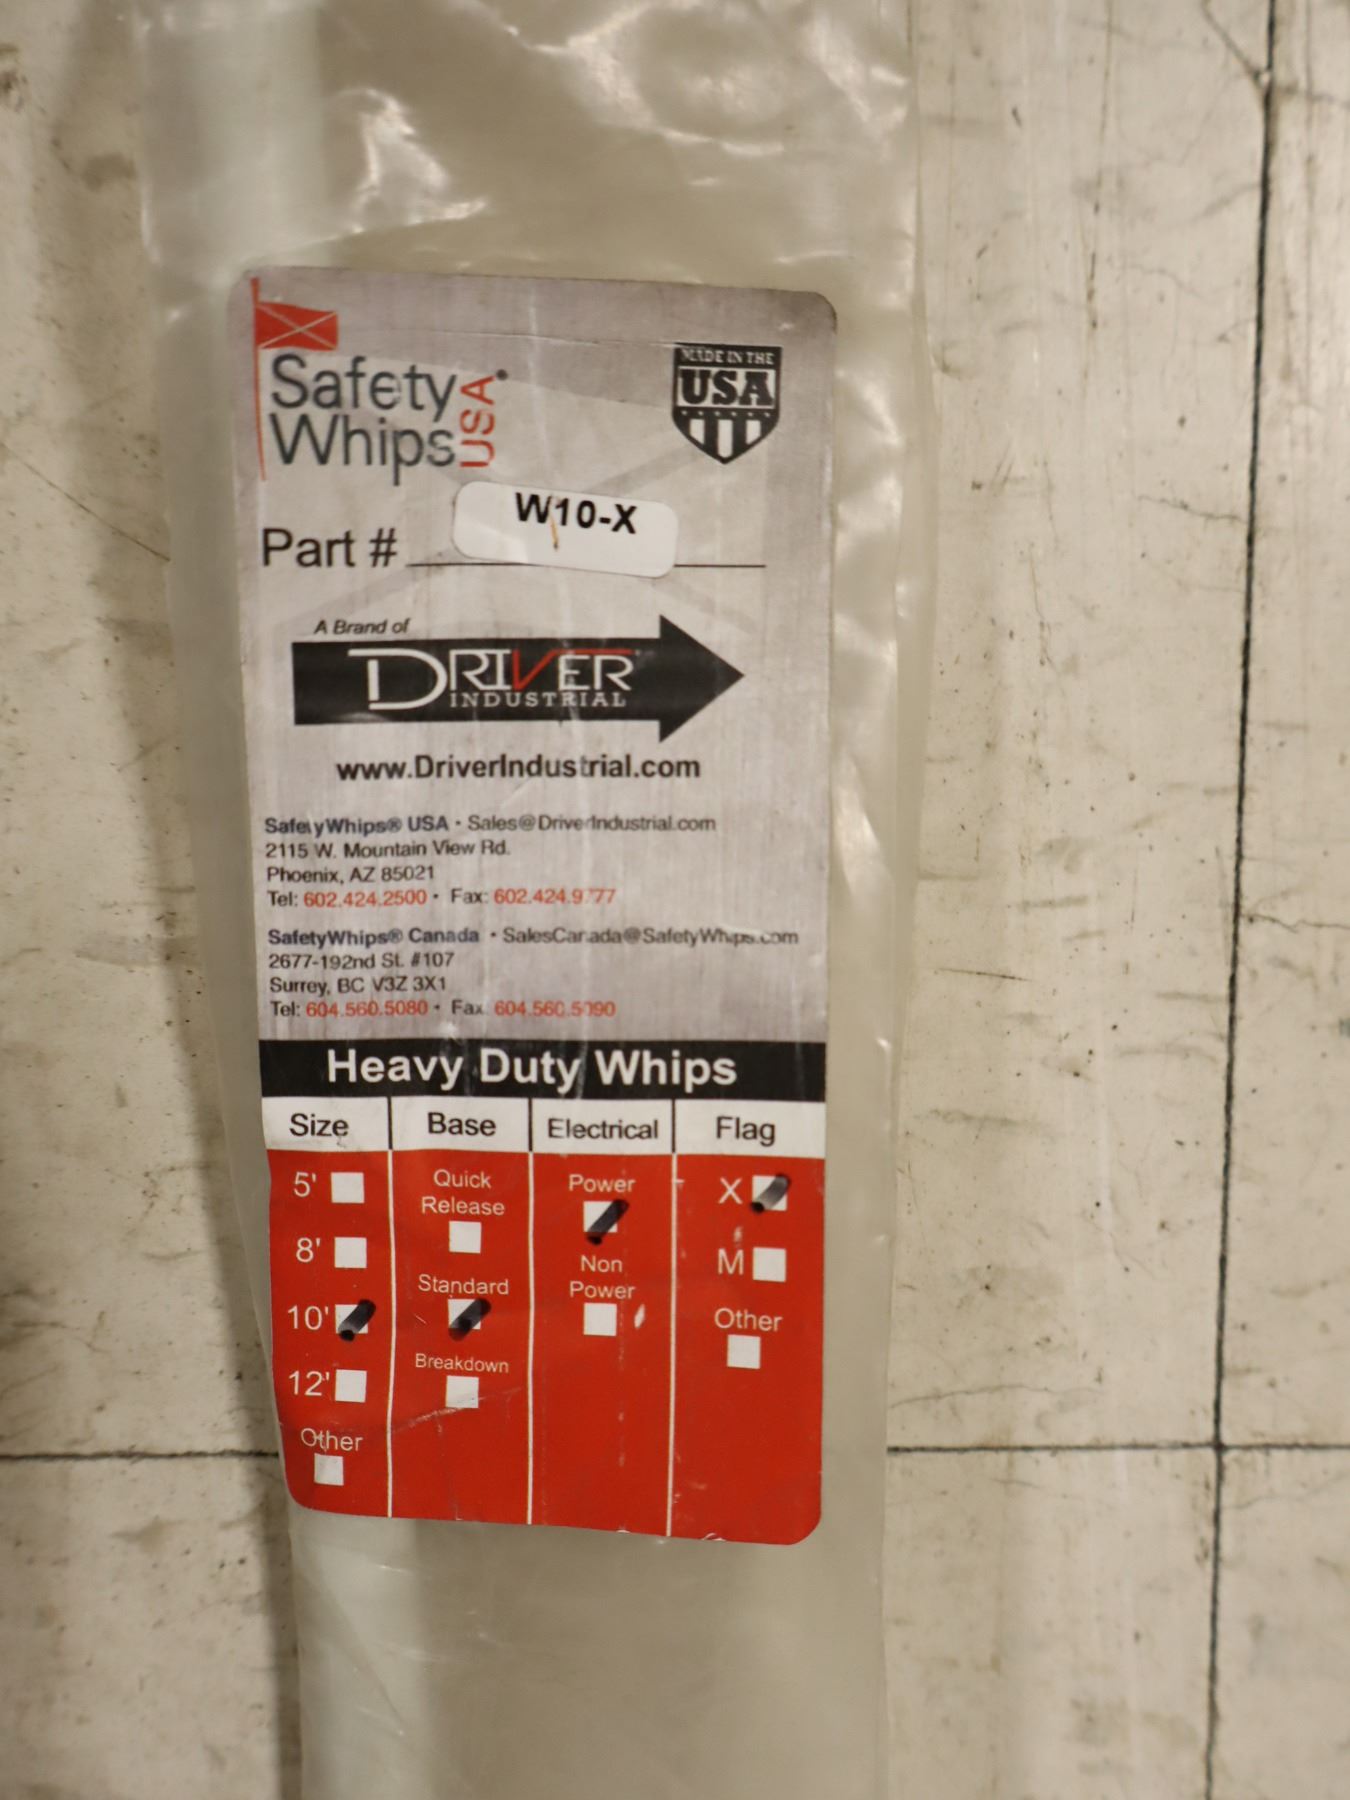 Safety
Whips USA
MADE IN THE
USA
W10-X
Part #
A Brand of
DRIVER
INDUSTRIAL
www.DriverIndustrial.com
SafetyWhips® USA • Sales@DriverIndustrial.com
2115 W. Mountain View Rd.
Phoenix, AZ 85021
Tel: 602.424.2500 • Fax:
SafetyWhips® Canada • SalesCanada@SafetyWhips.com
2677-192nd St. #107
Surrey, BC V3Z 3X1
Tel: 604.560.5080 • Fax 604.560.5090
Heavy Duty Whips
Size Base Electrical Flag
5'
8'
10'
12'
Other
Quick
Release
Standard
Breakdown
Power
Non
Power
X
M
Other